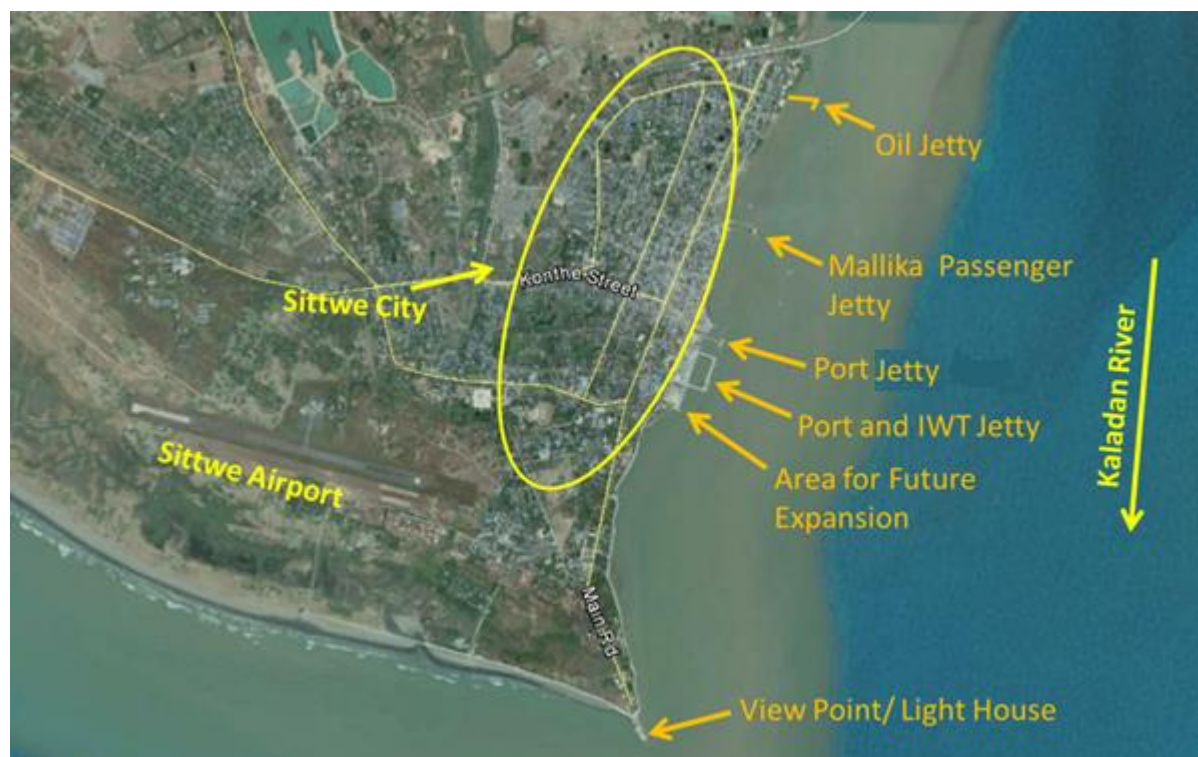 Oil Jetty
Mallika Passenger
Jetty
Konthe Street
Sittwe City
Port Jetty
Kaladan River
Port and IWT Jetty
Sittwe Airport
Area for Future
Expansion
Main Rd
View Point/ Light House